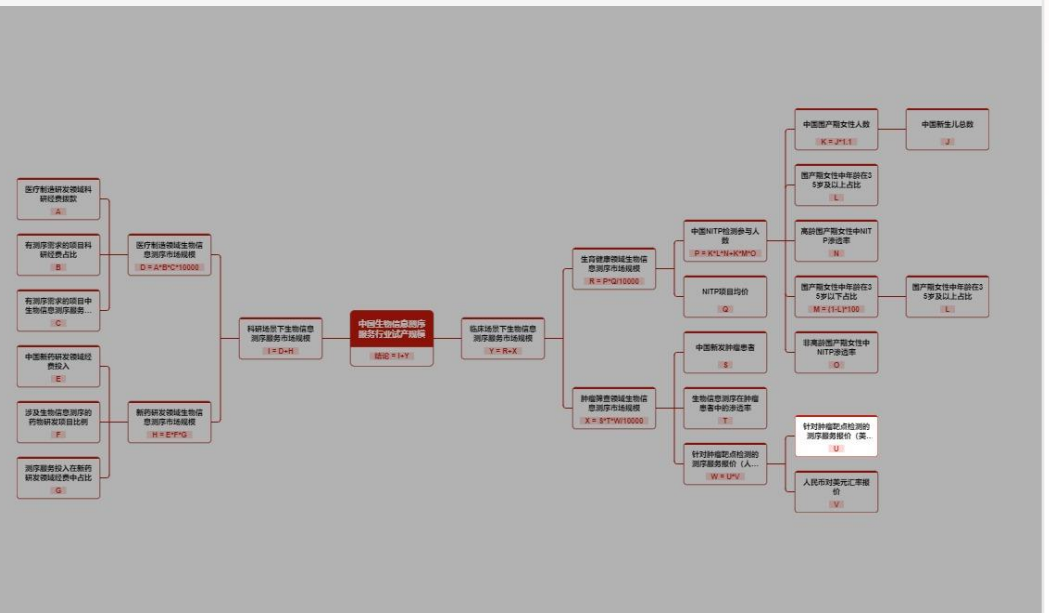 医疗制造研发领域科
研经费拨款
A
有测序需求的项目科
研经费占比
B
有测序需求的项目中
生物信息测序服务...
C
中国新药研发领域经
费投入
E
涉及生物信息测序的
药物研发项目比例
F
测序服务投入在新药
研发领域经费中占比
G
医疗制造领域生物信
息测序市场规模
D = A*B*C*10000
新药研发领域生物信
息测序市场规模
H = E*F*G
科研场景下生物信息
测序服务市场规模
I = D+H
中国生物信息测序
服务行业试产规模
结论 = I+Y
临床场景下生物信息
测序服务市场规模
Y = R+X
生育健康领域生物信
息测序市场规模
R = P*Q/10000
肿瘤筛查领域生物信
息测序市场规模
X = S*T*W/10000
中国NITP检测参与人
数
P = K*L*N+K*M*O
NITP项目均价
Q
中国新发肿瘤患者
S
生物信息测序在肿瘤
患者中的渗透率
T
针对肿瘤靶点检测的
测序服务报价（人...
W = U*V
中国围产期女性人数
K = J*1.1
围产期女性中年龄在3
5岁及以上占比
L
高龄围产期女性中NIT
P渗透率
N
围产期女性中年龄在3
5岁以下占比
M = (1-L)*100
非高龄围产期女性中
NITP渗透率
O
针对肿瘤靶点检测的
测序服务报价（美...
U
人民币对美元汇率报
价
V
中国新生儿总数
J
围产期女性中年龄在3
5岁及以上占比
L